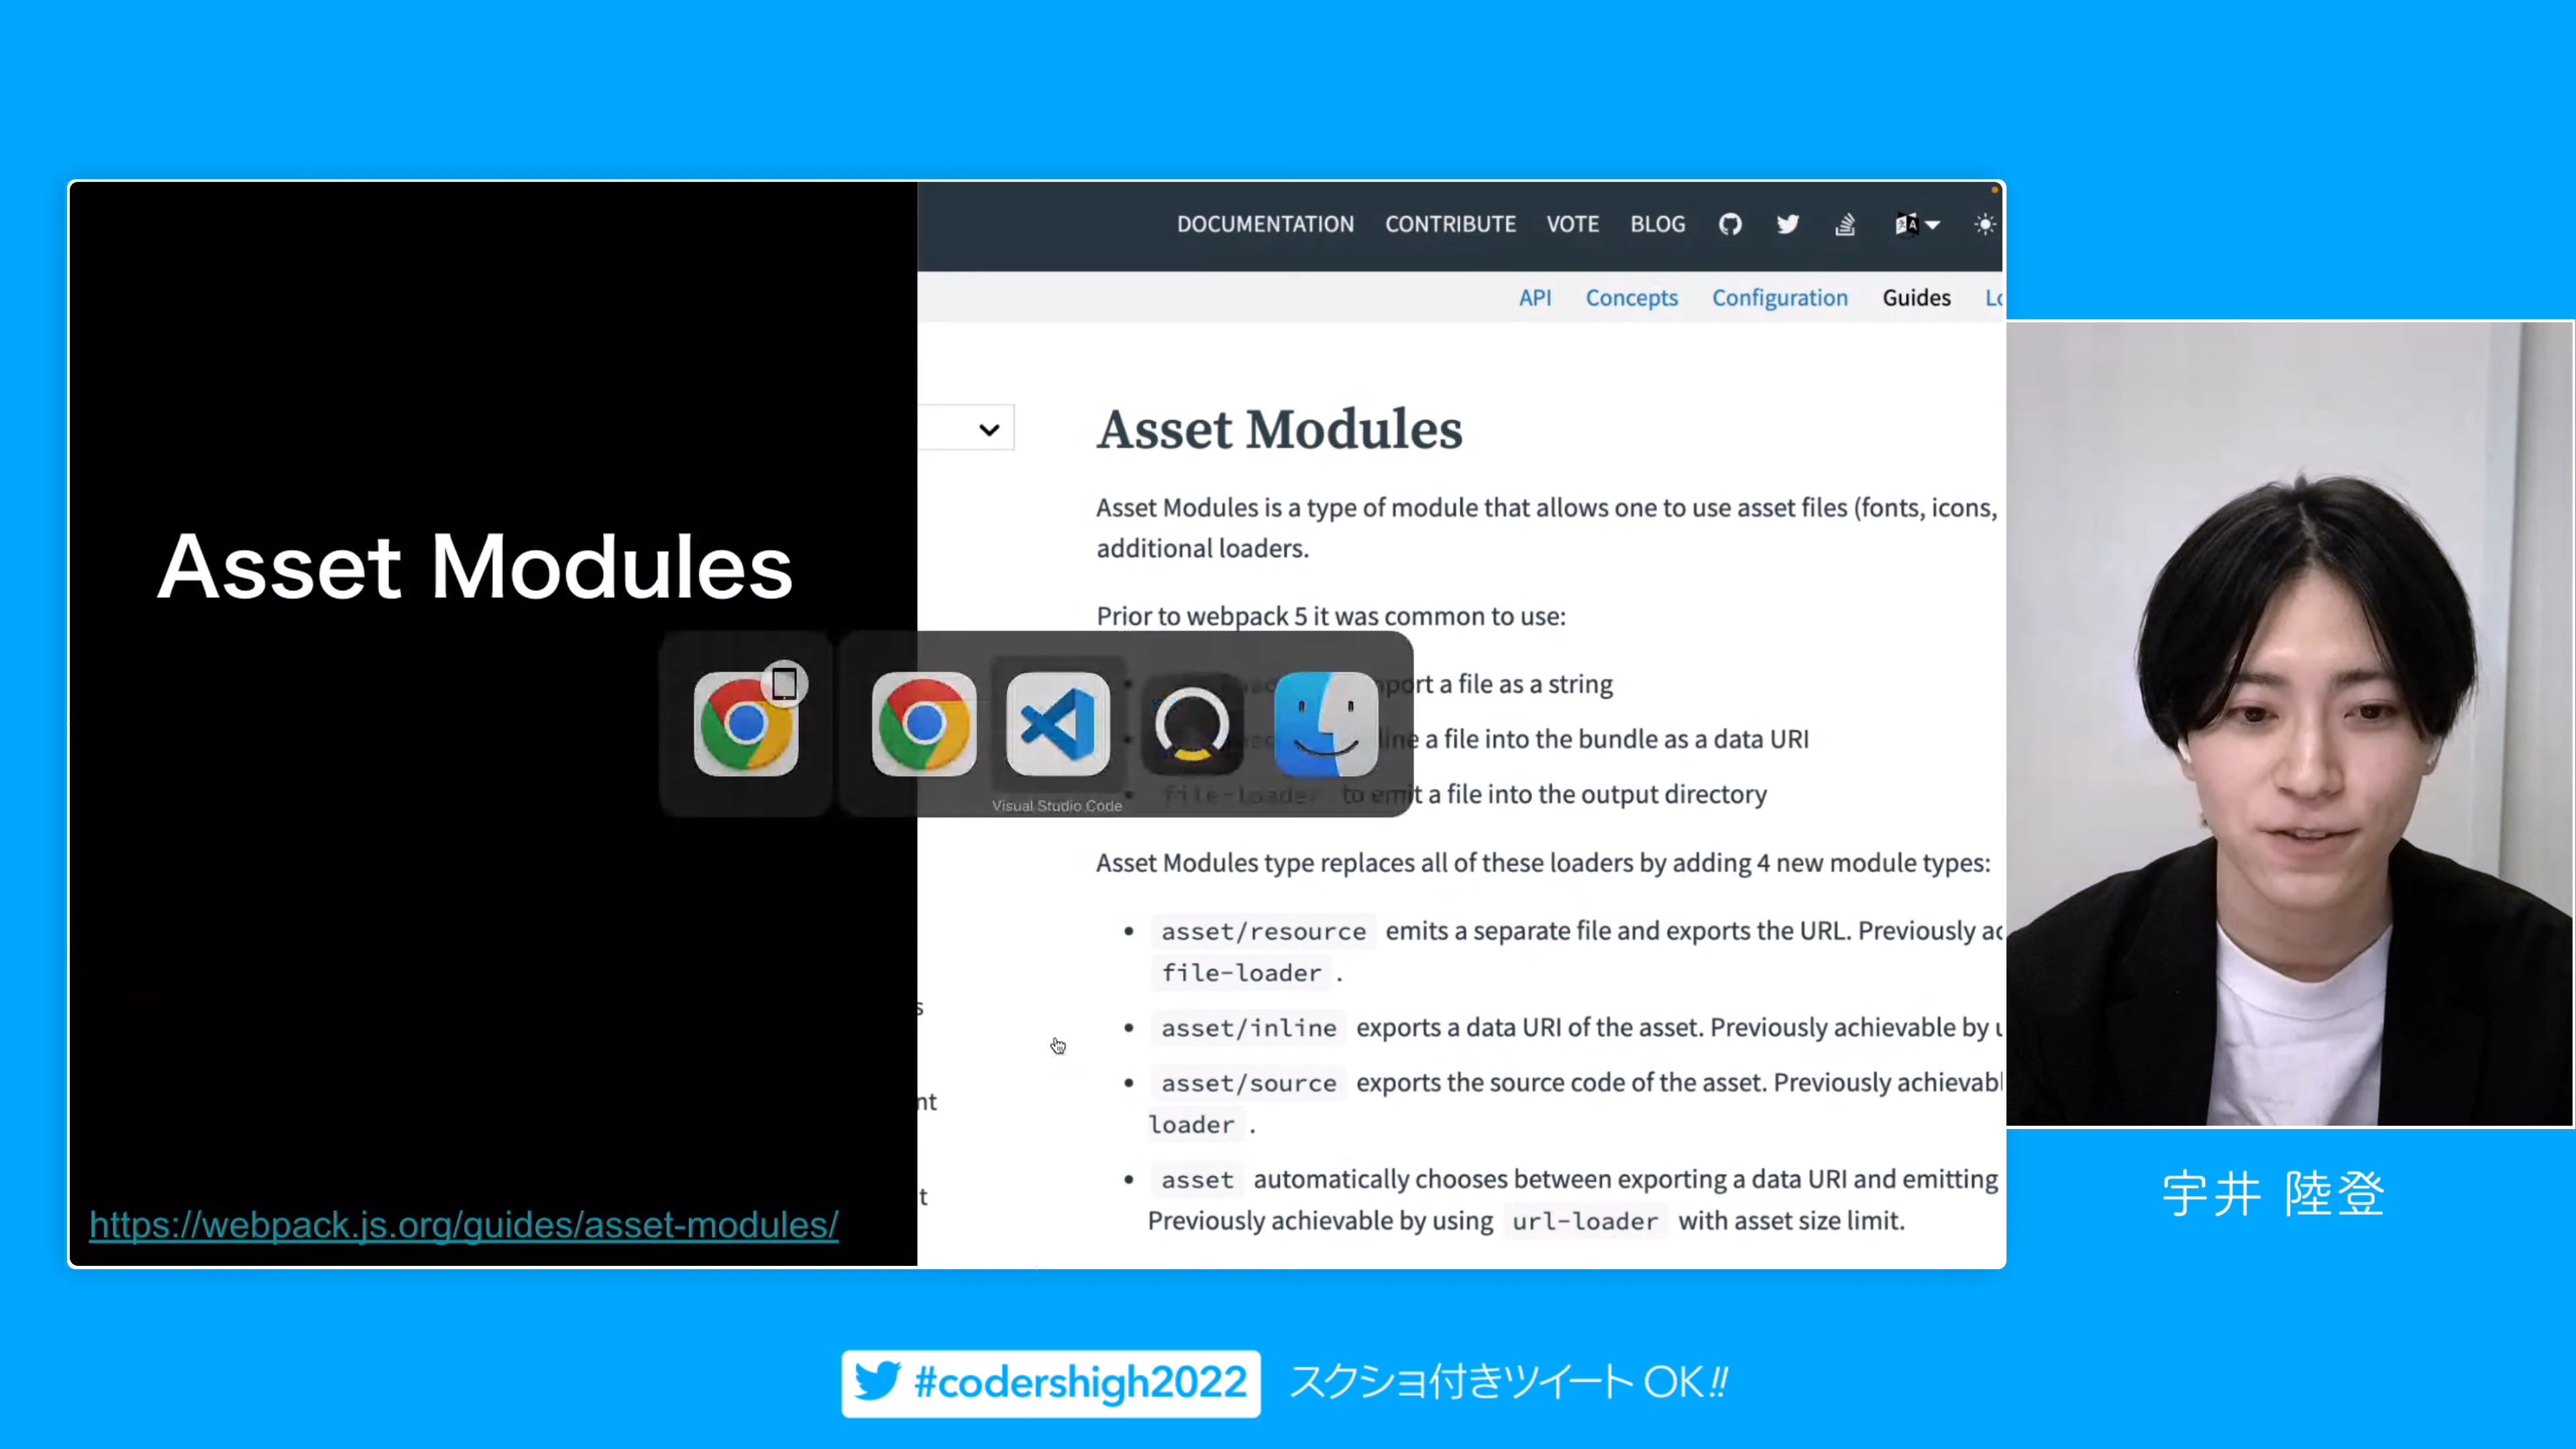 DOCUMENTATION CONTRIBUTE VOTE BLOG
API Concepts Configuration Guides
Asset Modules
Asset Modules
Asset Modules is a type of module that allows one to use asset files (fonts, icons,
additional loaders.
Prior to webpack 5 it was common to use:
port a file as a string
line a file into the bundle as a data URI
file-loader to emit a file into the output directory
Visual Studio Code
Asset Modules type replaces all of these loaders by adding 4 new module types:
• asset/resource emits a separate file and exports the URL. Previously ac
file-loader .
• asset/inline exports a data URI of the asset. Previously achievable by u
• asset/source exports the source code of the asset. Previously achievabl
loader .
• asset automatically chooses between exporting a data URI and emitting
Previously achievable by using url-loader with asset size limit.
s
nt
t
https://webpack.js.org/guides/asset-modules/
宇井 陸登
#codershigh2022 スクショ付きツイート OK!!